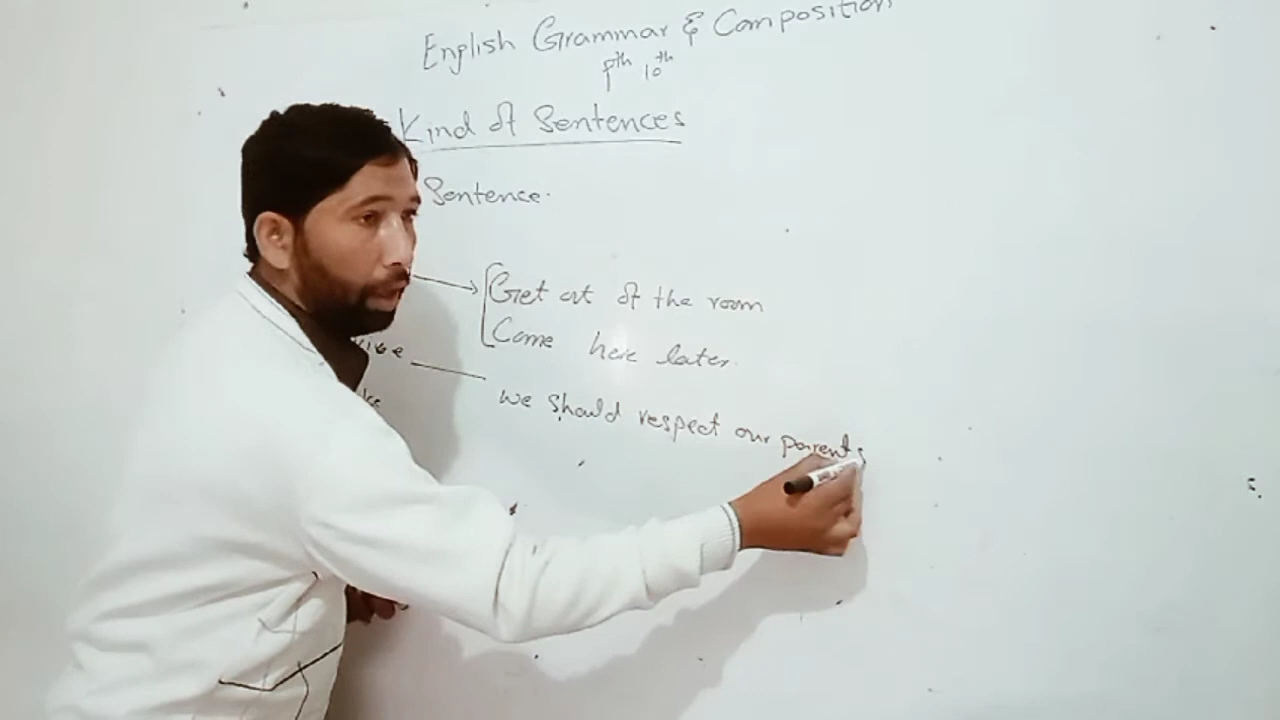 English Grammar & Composition
9th 10th
Kind of Sentences
Sentence.
Get out of the room
Come here later.
we should respect our parents